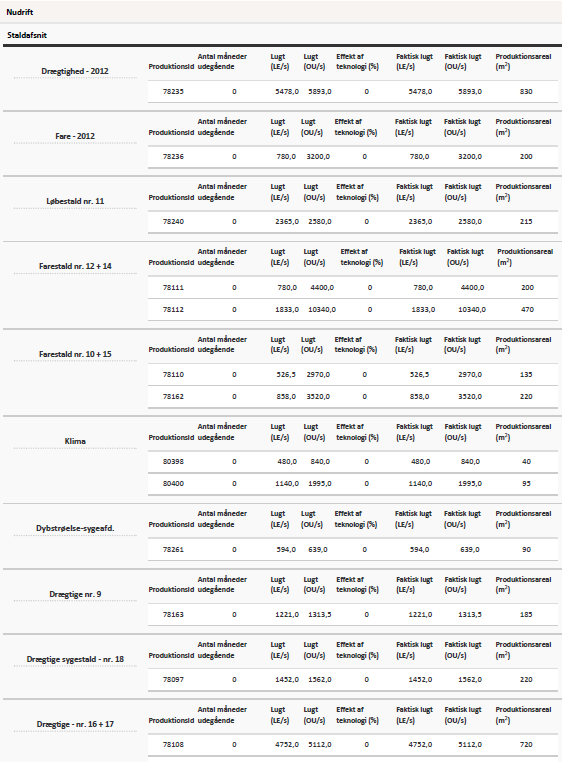 Nudrift
Staldafsnit
Drægtighed - 2012
ProduktionsId Antal måneder udegående Lugt (LE/s) Lugt (OU/s) Effekt af teknologi (%) Faktisk lugt (LE/s) Faktisk lugt (OU/s) Produktionsareal (m²)
78235 0 5478,0 5893,0 0 5478,0 5893,0 830
Fare - 2012
ProduktionsId Antal måneder udegående Lugt (LE/s) Lugt (OU/s) Effekt af teknologi (%) Faktisk lugt (LE/s) Faktisk lugt (OU/s) Produktionsareal (m²)
78236 0 780,0 3200,0 0 780,0 3200,0 200
Løbestald nr. 11
ProduktionsId Antal måneder udegående Lugt (LE/s) Lugt (OU/s) Effekt af teknologi (%) Faktisk lugt (LE/s) Faktisk lugt (OU/s) Produktionsareal (m²)
78240 0 2365,0 2580,0 0 2365,0 2580,0 215
Farestald nr. 12 + 14
ProduktionsId Antal måneder udegående Lugt (LE/s) Lugt (OU/s) Effekt af teknologi (%) Faktisk lugt (LE/s) Faktisk lugt (OU/s) Produktionsareal (m²)
78111 0 780,0 4400,0 0 780,0 4400,0 200
78112 0 1833,0 10340,0 0 1833,0 10340,0 470
Farestald nr. 10 + 15
ProduktionsId Antal måneder udegående Lugt (LE/s) Lugt (OU/s) Effekt af teknologi (%) Faktisk lugt (LE/s) Faktisk lugt (OU/s) Produktionsareal (m²)
78110 0 526,5 2970,0 0 526,5 2970,0 135
78162 0 858,0 3520,0 0 858,0 3520,0 220
Klima
ProduktionsId Antal måneder udegående Lugt (LE/s) Lugt (OU/s) Effekt af teknologi (%) Faktisk lugt (LE/s) Faktisk lugt (OU/s) Produktionsareal (m²)
80398 0 480,0 840,0 0 480,0 840,0 40
80400 0 1140,0 1995,0 0 1140,0 1995,0 95
Dybstrøelse-sygeafd.
ProduktionsId Antal måneder udegående Lugt (LE/s) Lugt (OU/s) Effekt af teknologi (%) Faktisk lugt (LE/s) Faktisk lugt (OU/s) Produktionsareal (m²)
78261 0 594,0 639,0 0 594,0 639,0 90
Drægtige nr. 9
ProduktionsId Antal måneder udegående Lugt (LE/s) Lugt (OU/s) Effekt af teknologi (%) Faktisk lugt (LE/s) Faktisk lugt (OU/s) Produktionsareal (m²)
78163 0 1221,0 1313,5 0 1221,0 1313,5 185
Drægtige sygestald - nr. 18
ProduktionsId Antal måneder udegående Lugt (LE/s) Lugt (OU/s) Effekt af teknologi (%) Faktisk lugt (LE/s) Faktisk lugt (OU/s) Produktionsareal (m²)
78097 0 1452,0 1562,0 0 1452,0 1562,0 220
Drægtige - nr. 16 + 17
ProduktionsId Antal måneder udegående Lugt (LE/s) Lugt (OU/s) Effekt af teknologi (%) Faktisk lugt (LE/s) Faktisk lugt (OU/s) Produktionsareal (m²)
78108 0 4752,0 5112,0 0 4752,0 5112,0 720